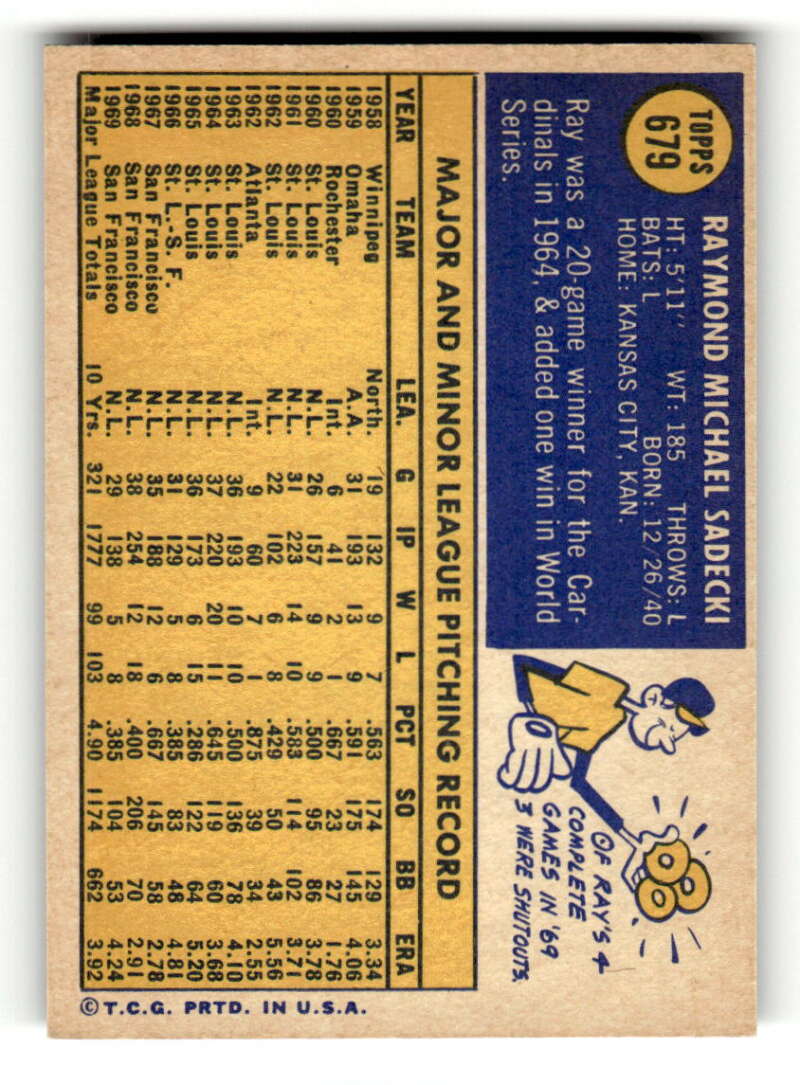 TOPPS
679
RAYMOND MICHAEL SADECKI
HT: 5'11" WT: 185 THROWS: L
BATS: L BORN: 12/26/40
HOME: KANSAS CITY, KAN.
Ray was a 20-game winner for the Car-
dinals in 1964, & added one win in World
Series.
OF RAY'S 4
COMPLETE
GAMES IN '69
3 WERE SHUTOUTS.
MAJOR AND MINOR LEAGUE PITCHING RECORD
YEAR TEAM LEA. G IP W L PCT SO BB ERA
1958 Winnipeg North. 19 132 9 7 .563 174 129 3.34
1959 Omaha A.A. 31 193 13 9 .591 175 145 4.06
1960 Rochester Int. 6 41 2 1 .667 23 27 1.76
1960 St. Louis N.L. 26 157 9 9 .500 95 86 3.78
1961 St. Louis N.L. 31 223 14 10 .583 114 102 3.71
1962 St. Louis N.L. 22 102 6 8 .429 50 43 5.56
1962 Atlanta Int. 9 60 7 1 .875 39 34 2.55
1963 St. Louis N.L. 36 193 10 10 .500 136 78 4.10
1964 St. Louis N.L. 37 220 20 11 .645 119 60 3.68
1965 St. Louis N.L. 36 173 6 15 .286 122 64 5.20
1966 St. L.-S. F. N.L. 31 129 5 8 .385 83 48 4.81
1967 San Francisco N.L. 35 188 12 6 .667 145 58 2.78
1968 San Francisco N.L. 38 254 12 18 .400 206 70 2.91
1969 San Francisco N.L. 29 138 5 8 .385 104 53 4.24
Major League Totals 10 Yrs. 321 1777 99 103 4.90 1174 662 3.92
© T.C.G. PRTD. IN U.S.A.